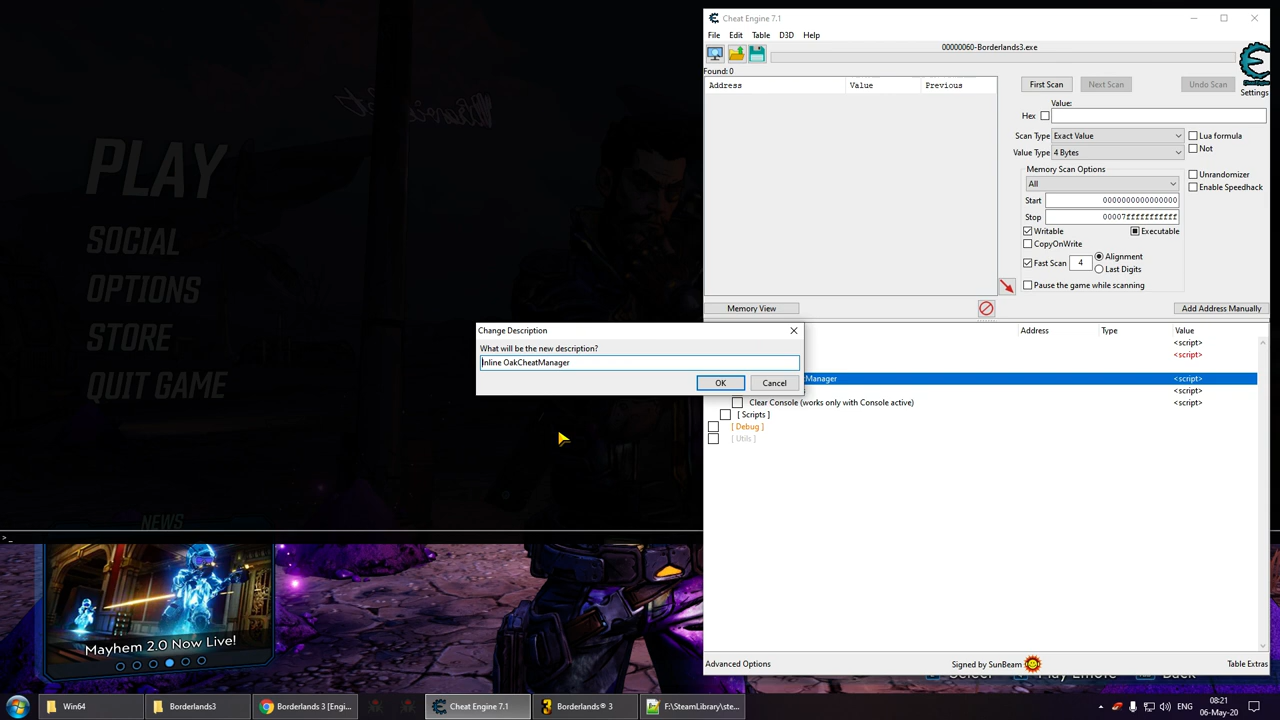 Cheat Engine 7.1
File Edit Table D3D Help
00000060-Borderlands3.exe
Found: 0
Address Value Previous
First Scan Next Scan Undo Scan
Settings
Value:
Hex
Scan Type Exact Value
Lua formula
Not
Value Type 4 Bytes
Memory Scan Options
All
Unrandomizer
Enable Speedhack
Start 0000000000000000
Stop 00007fffffffffff
Writable Executable
CopyOnWrite
Fast Scan 4 Alignment
Last Digits
Pause the game while scanning
Memory View
Add Address Manually
Address Type Value
<script>
<script>
Manager <script>
<script>
Clear Console (works only with Console active) <script>
[ Scripts ]
[ Debug ]
[ Utils ]
Advanced Options
Signed by SunBeam
Table Extras
Change Description
What will be the new description?
Inline OakCheatManager
OK Cancel
PLAY
SOCIAL
OPTIONS
STORE
QUIT GAME
NEWS
>_
Mayhem 2.0 Now Live!
Win64
Borderlands3
Borderlands 3 [Engi...
Cheat Engine 7.1
Borderlands® 3
F:\SteamLibrary\ste...
ENG
08:21
06-May-20